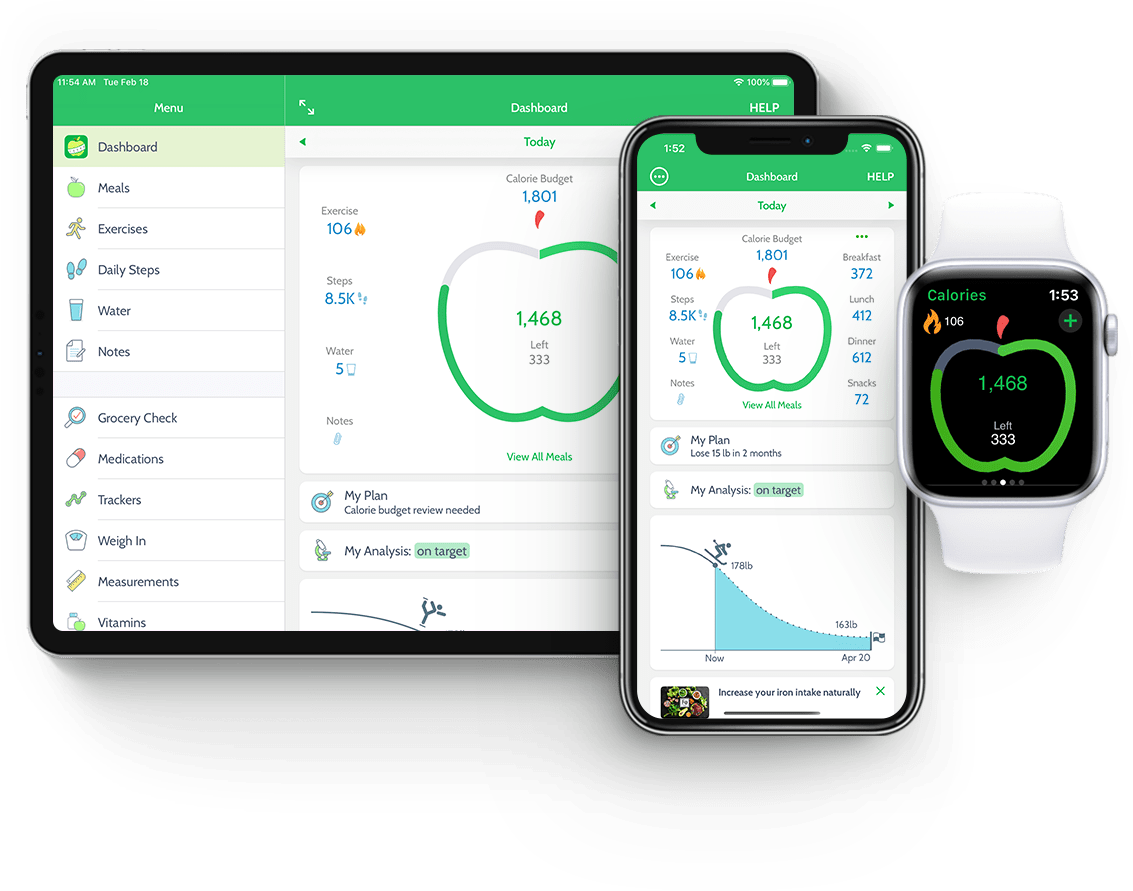 11:54 AM Tue Feb 18
100%
Menu
Dashboard
HELP
Dashboard
Meals
Exercises
Daily Steps
Water
Notes
Grocery Check
Medications
Trackers
Weigh In
Measurements
Vitamins
Today
Calorie Budget
1,801
Exercise
106
Steps
8.5K
Water
5
Notes
1,468
Left
333
View All Meals
My Plan
Calorie budget review needed
My Analysis: on target
1:52
Dashboard
HELP
Today
Calorie Budget
1,801
Exercise
106
Steps
8.5K
Water
5
Notes
1,468
Left
333
View All Meals
Breakfast
372
Lunch
412
Dinner
612
Snacks
72
My Plan
Lose 15 lb in 2 months
My Analysis: on target
178lb
163lb
Now
Apr 20
Increase your iron intake naturally
Calories
1:53
106
1,468
Left
333